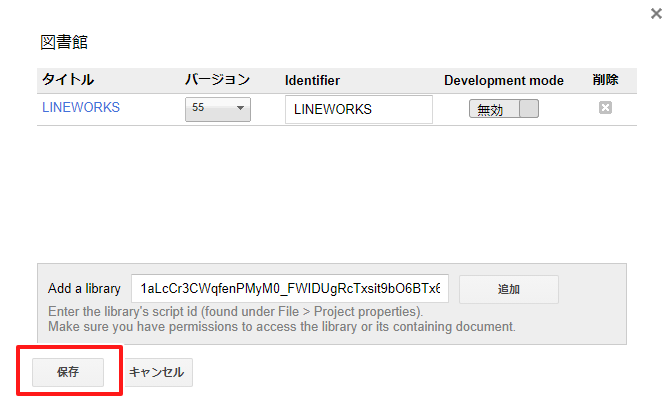 図書館
タイトル バージョン Identifier Development mode 削除
LINEWORKS 55 LINEWORKS 無効
Add a library 1aLcCr3CWqfenPMyM0_FWIDUgRcTxsit9bO6BTx6 追加
Enter the library's script id (found under File > Project properties).
Make sure you have permissions to access the library or its containing document.
保存 キャンセル